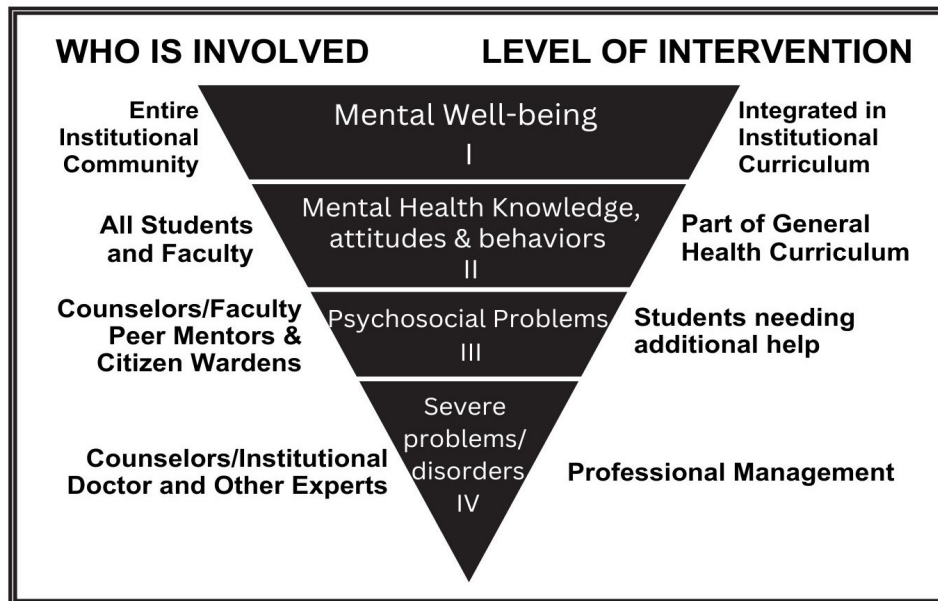 WHO IS INVOLVED
LEVEL OF INTERVENTION
Entire
Institutional
Community
Mental Well-being
I
Integrated in
Institutional
Curriculum
All Students
and Faculty
Mental Health Knowledge,
attitudes & behaviors
II
Part of General
Health Curriculum
Counselors/Faculty
Peer Mentors &
Citizen Wardens
Psychosocial Problems
III
Students needing
additional help
Counselors/Institutional
Doctor and Other Experts
Severe
problems/
disorders
IV
Professional Management